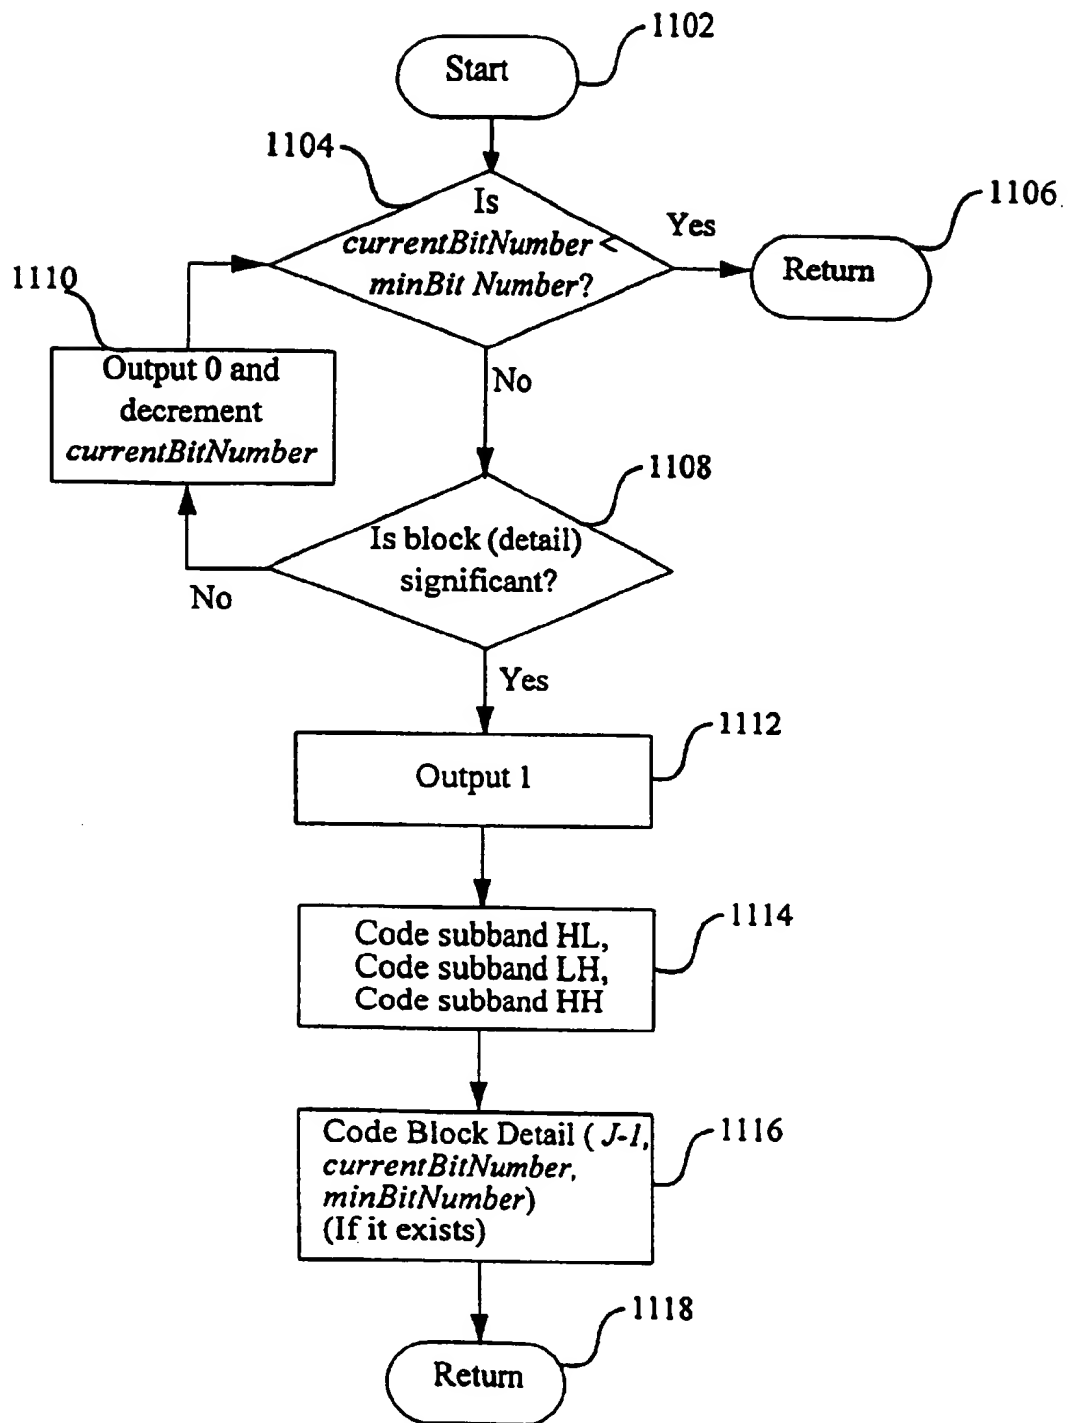 1102
Start
1104
Is
currentBitNumber <
minBit Number?
Yes
1106
Return
1110
Output 0 and
decrement
currentBitNumber
No
1108
Is block (detail)
significant?
No
Yes
1112
Output 1
1114
Code subband HL,
Code subband LH,
Code subband HH
1116
Code Block Detail ( J-1,
currentBitNumber,
minBitNumber)
(If it exists)
1118
Return